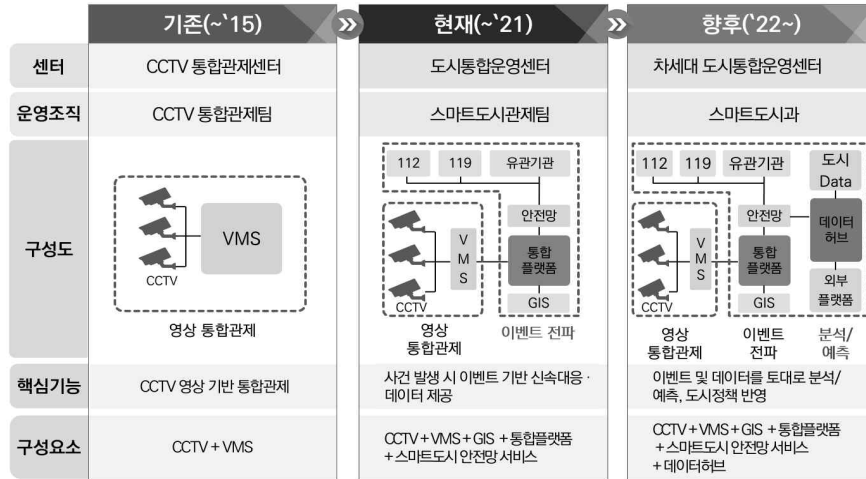 기존(~`15)
현재(~`21)
향후(`22~)
센터
CCTV 통합관제센터
도시통합운영센터
차세대 도시통합운영센터
운영조직
CCTV 통합관제팀
스마트도시관제팀
스마트도시과
구성도
CCTV
VMS
영상 통합관제
112
119
유관기관
안전망
CCTV
V
M
S
통합
플랫폼
GIS
영상
통합관제
이벤트 전파
112
119
유관기관
도시
Data
안전망
데이터
허브
CCTV
V
M
S
통합
플랫폼
GIS
외부
플랫폼
영상
통합관제
이벤트
전파
분석/
예측
핵심기능
CCTV 영상 기반 통합관제
사건 발생 시 이벤트 기반 신속대응·
데이터 제공
이벤트 및 데이터를 토대로 분석/
예측, 도시정책 반영
구성요소
CCTV + VMS
CCTV + VMS + GIS + 통합플랫폼
+ 스마트도시 안전망 서비스
CCTV + VMS + GIS + 통합플랫폼
+ 스마트도시 안전망 서비스
+ 데이터허브